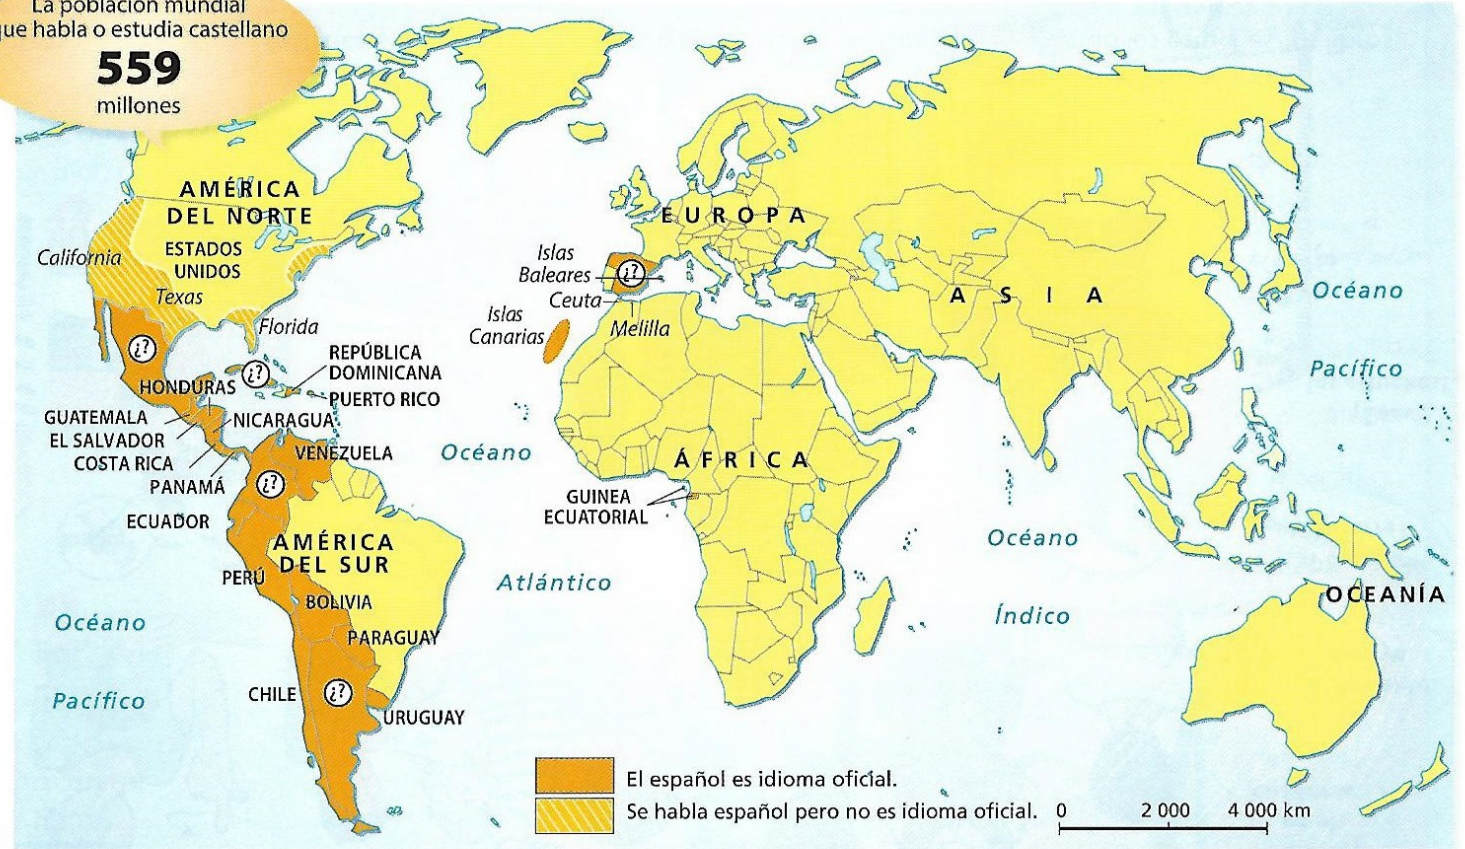 La población mundial
que habla o estudia castellano
559
millones
AMÉRICA
DEL NORTE
California
ESTADOS
UNIDOS
Texas
Florida
¿?
¿?
REPÚBLICA
DOMINICANA
PUERTO RICO
HONDURAS
GUATEMALA
NICARAGUA
EL SALVADOR
COSTA RICA
PANAMÁ
VENEZUELA
¿?
ECUADOR
AMÉRICA
DEL SUR
PERÚ
BOLIVIA
PARAGUAY
CHILE
¿?
URUGUAY
Océano
Pacífico
Océano
Atlántico
EUROPA
Islas
Baleares
¿?
Ceuta
Melilla
Islas
Canarias
ÁFRICA
GUINEA
ECUATORIAL
ASIA
Océano
Pacífico
Océano
Índico
OCEANÍA
El español es idioma oficial.
Se habla español pero no es idioma oficial.
0 2 000 4 000 km